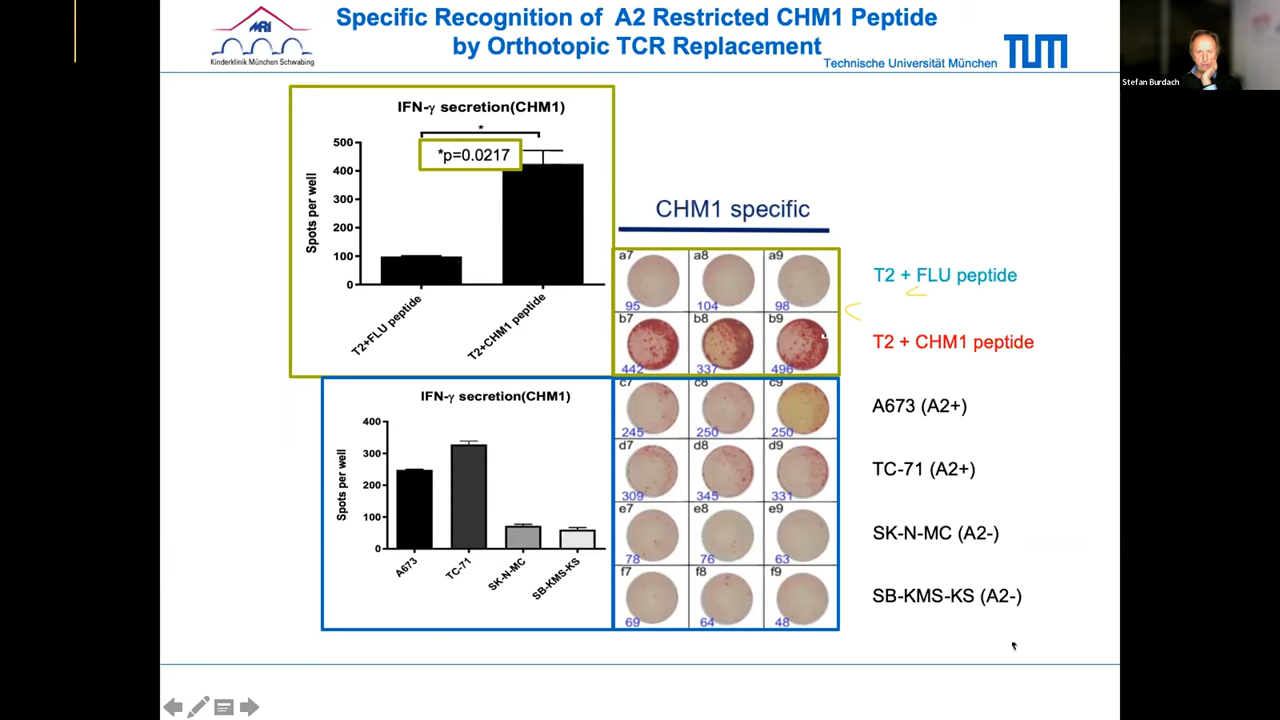 Specific Recognition of A2 Restricted CHM1 Peptide
by Orthotopic TCR Replacement
MRI
Kinderklinik München Schwabing
Technische Universität München
TUM
Stefan Burdach
IFN-γ secretion(CHM1)
*
*p=0.0217
Spots per well
500
400
300
200
100
0
T2+FLU peptide
T2+CHM1 peptide
CHM1 specific
a7 a8 a9
95 104 98
T2 + FLU peptide
b7 b8 b9
442 337 496
T2 + CHM1 peptide
c7 c8 c9
245 250 250
A673 (A2+)
d7 d8 d9
309 345 331
TC-71 (A2+)
e7 e8 e9
78 76 63
SK-N-MC (A2-)
f7 f8 f9
69 64 48
SB-KMS-KS (A2-)
IFN-γ secretion(CHM1)
Spots per well
400
300
200
100
0
A673
TC-71
SK-N-MC
SB-KMS-KS